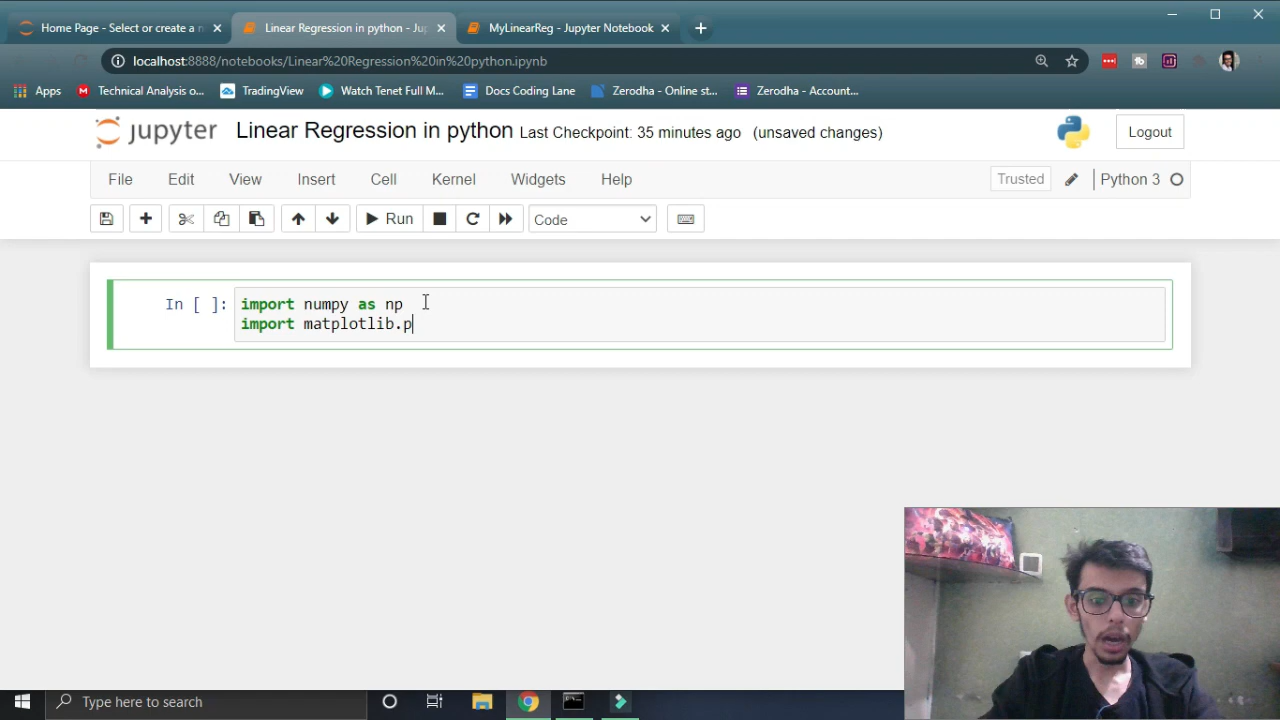 Home Page - Select or create a n
Linear Regression in python - Jup
MyLinearReg - Jupyter Notebook
localhost:8888/notebooks/Linear%20Regression%20in%20python.ipynb
Apps
Technical Analysis o...
TradingView
Watch Tenet Full M...
Docs Coding Lane
Zerodha - Online st...
Zerodha - Account...
jupyter Linear Regression in python Last Checkpoint: 35 minutes ago (unsaved changes)
Logout
File Edit View Insert Cell Kernel Widgets Help
Trusted
Python 3
Run
Code
In [ ]: import numpy as np
import matplotlib.p
Type here to search